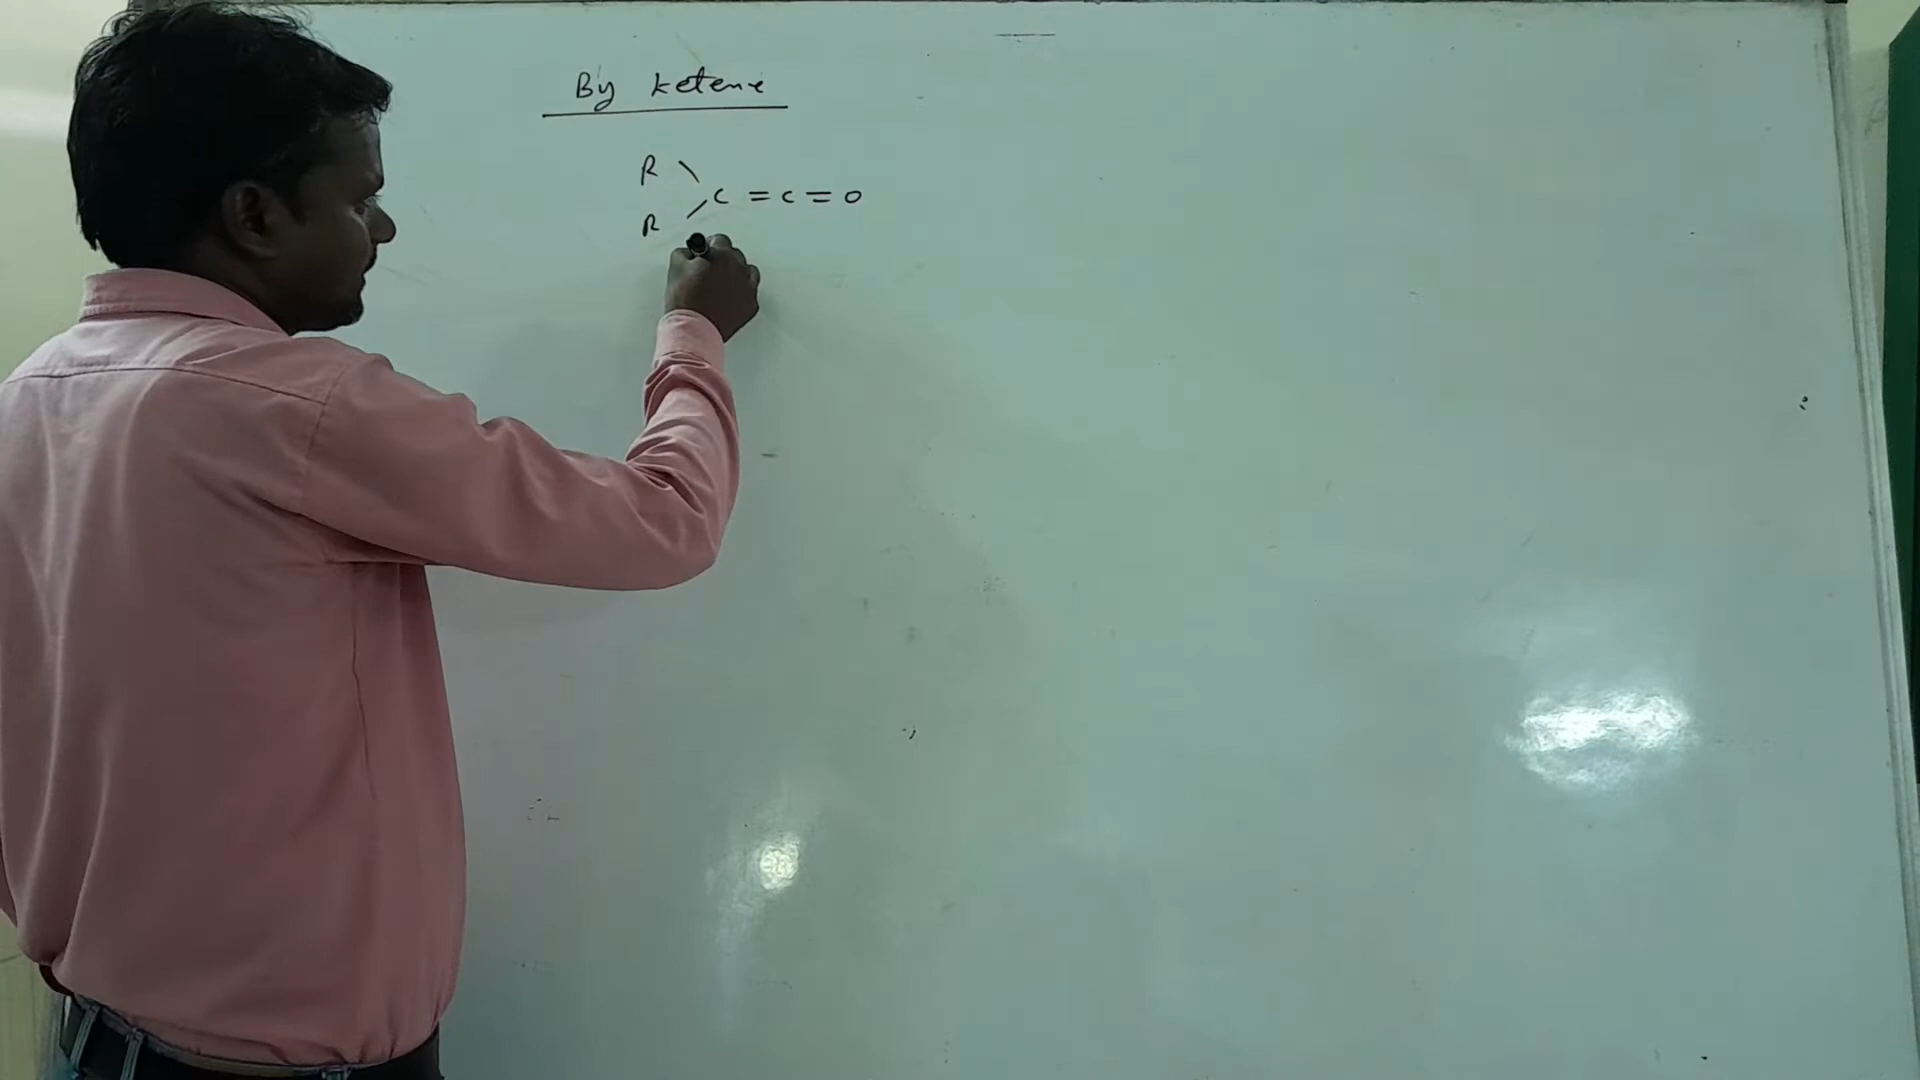 By Ketene
R
C = C = O
R